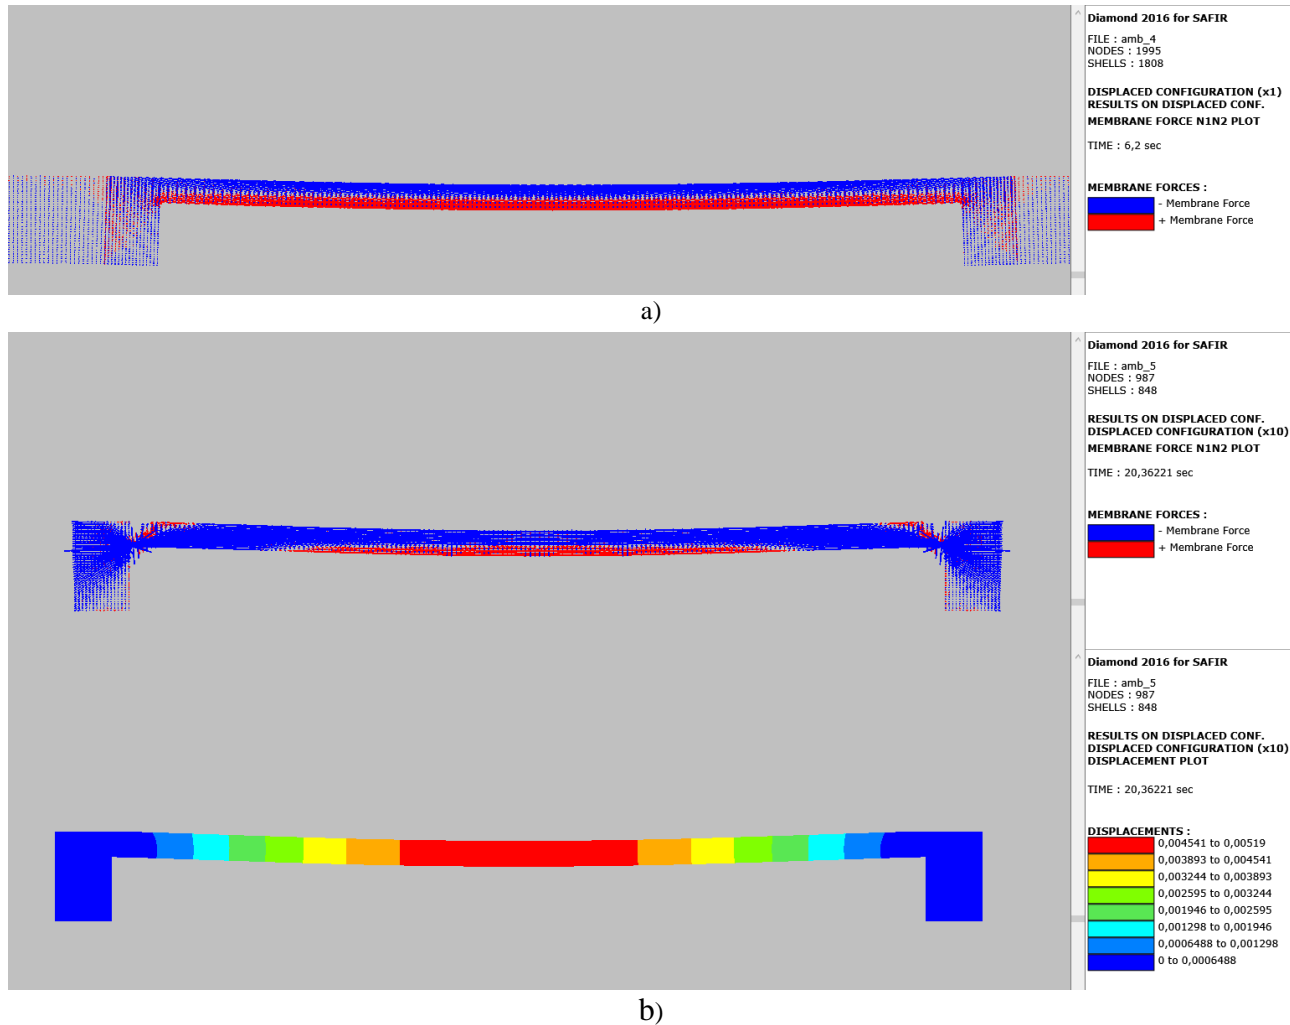 Diamond 2016 for SAFIR
FILE : amb_4
NODES : 1995
SHELLS : 1808
DISPLACED CONFIGURATION (x1)
RESULTS ON DISPLACED CONF.
MEMBRANE FORCE N1N2 PLOT
TIME : 6,2 sec
MEMBRANE FORCES :
- Membrane Force
+ Membrane Force
a)
Diamond 2016 for SAFIR
FILE : amb_5
NODES : 987
SHELLS : 848
RESULTS ON DISPLACED CONF.
DISPLACED CONFIGURATION (x10)
MEMBRANE FORCE N1N2 PLOT
TIME : 20,36221 sec
MEMBRANE FORCES :
- Membrane Force
+ Membrane Force
Diamond 2016 for SAFIR
FILE : amb_5
NODES : 987
SHELLS : 848
RESULTS ON DISPLACED CONF.
DISPLACED CONFIGURATION (x10)
DISPLACEMENT PLOT
TIME : 20,36221 sec
DISPLACEMENTS :
0,004541 to 0,00519
0,003893 to 0,004541
0,003244 to 0,003893
0,002595 to 0,003244
0,001946 to 0,002595
0,001298 to 0,001946
0,0006488 to 0,001298
0 to 0,0006488
b)